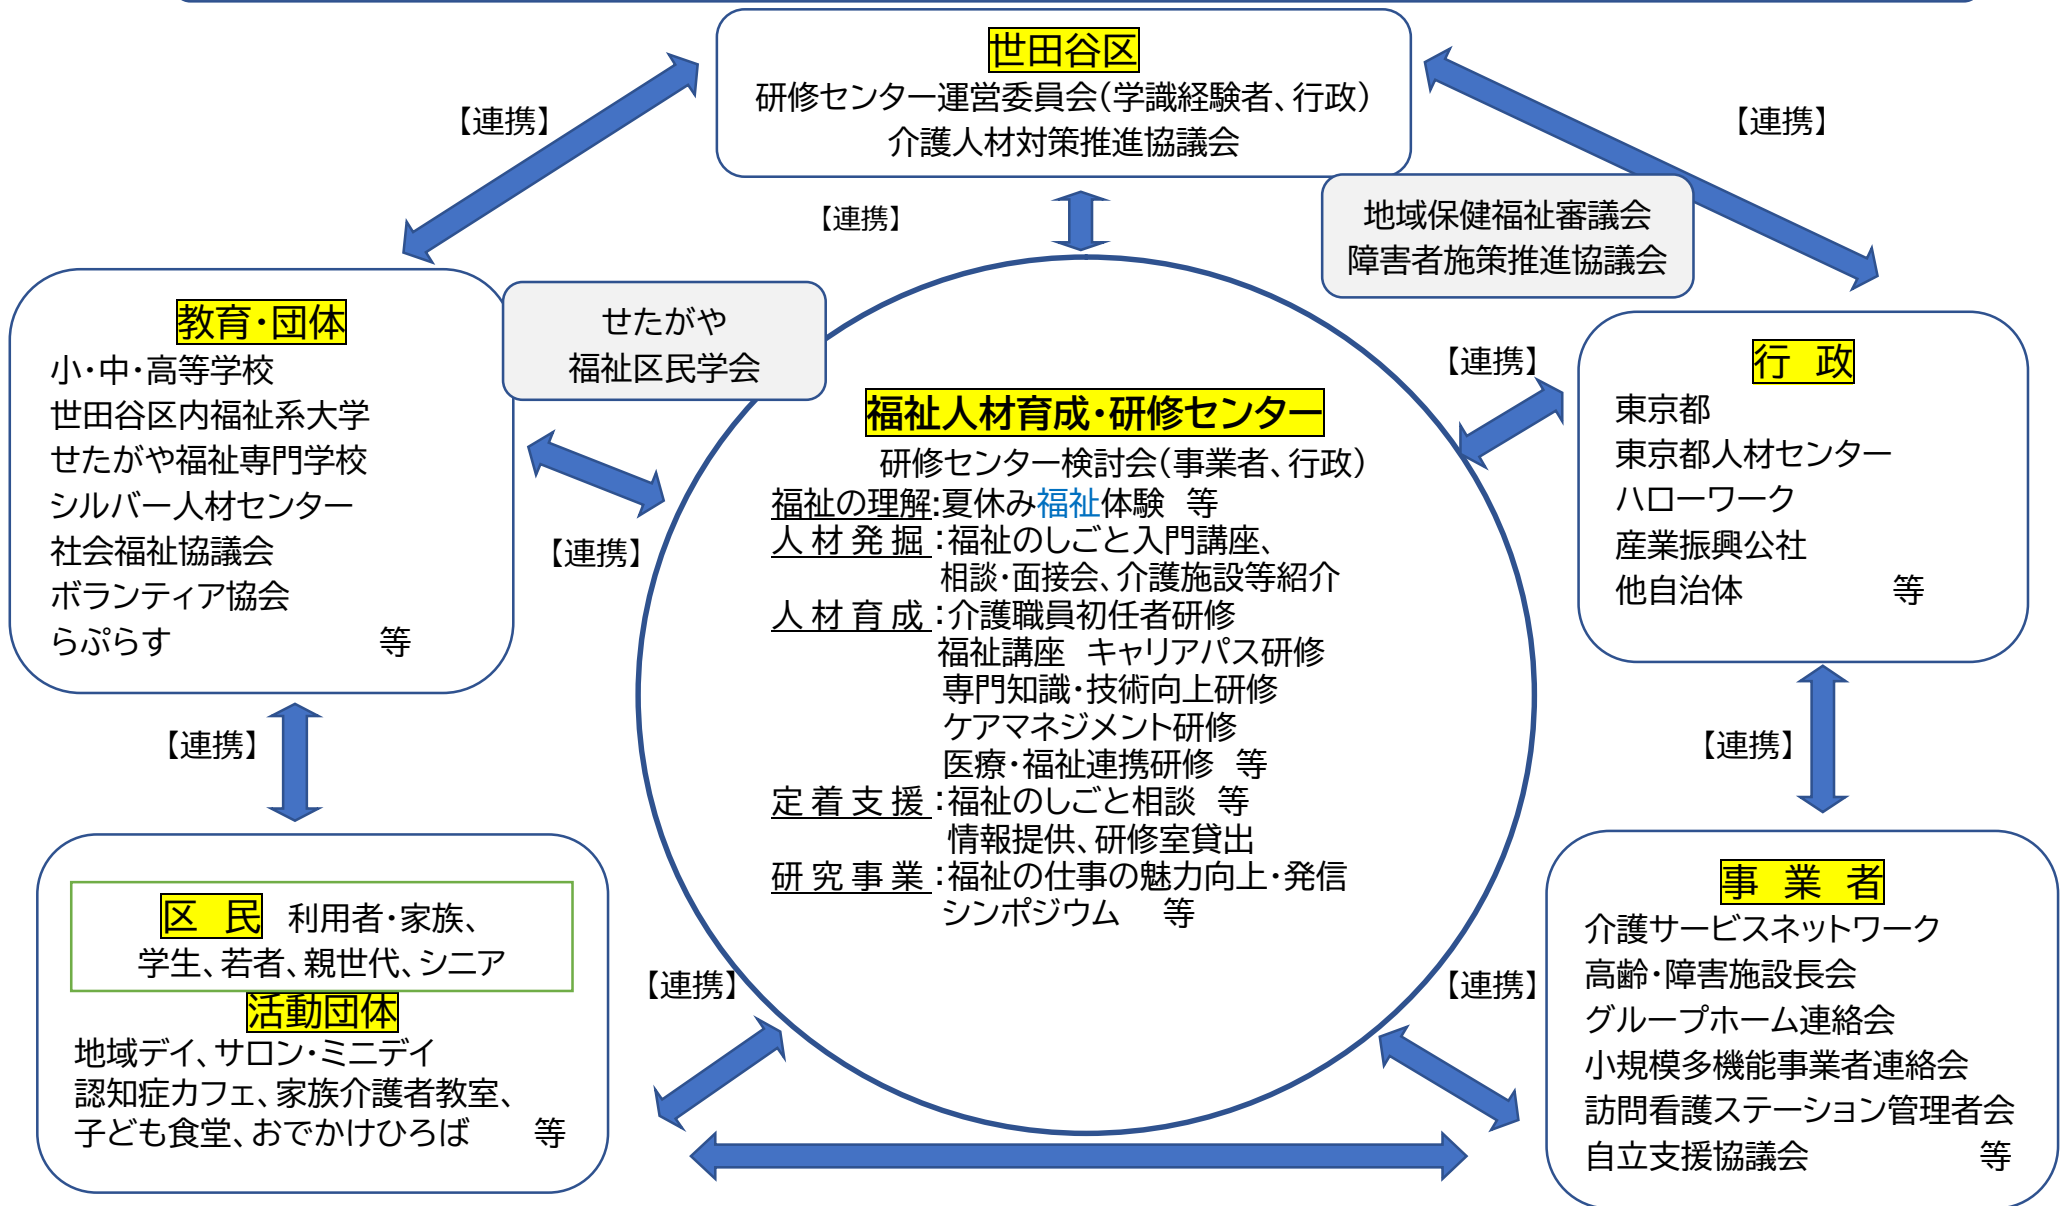 世田谷区
研修センター運営委員会(学識経験者、行政)
介護人材対策推進協議会
【連携】
【連携】
【連携】
地域保健福祉審議会
障害者施策推進協議会
せたがや
福祉区民学会
教育・団体
小・中・高等学校
世田谷区内福祉系大学
せたがや福祉専門学校
シルバー人材センター
社会福祉協議会
ボランティア協会
らぷらす 等
【連携】
福祉人材育成・研修センター
研修センター検討会(事業者、行政)
福祉の理解:夏休み福祉体験 等
人材発掘:福祉のしごと入門講座、
相談・面接会、介護施設等紹介
人材育成:介護職員初任者研修
福祉講座 キャリアパス研修
専門知識・技術向上研修
ケアマネジメント研修
医療・福祉連携研修 等
定着支援:福祉のしごと相談 等
情報提供、研修室貸出
研究事業:福祉の仕事の魅力向上・発信
シンポジウム 等
【連携】
行 政
東京都
東京都人材センター
ハローワーク
産業振興公社
他自治体 等
【連携】
【連携】
区 民 利用者・家族、
学生、若者、親世代、シニア
活動団体
地域デイ、サロン・ミニデイ
認知症カフェ、家族介護者教室、
子ども食堂、おでかけひろば 等
【連携】
【連携】
事 業 者
介護サービスネットワーク
高齢・障害施設長会
グループホーム連絡会
小規模多機能事業者連絡会
訪問看護ステーション管理者会
自立支援協議会 等